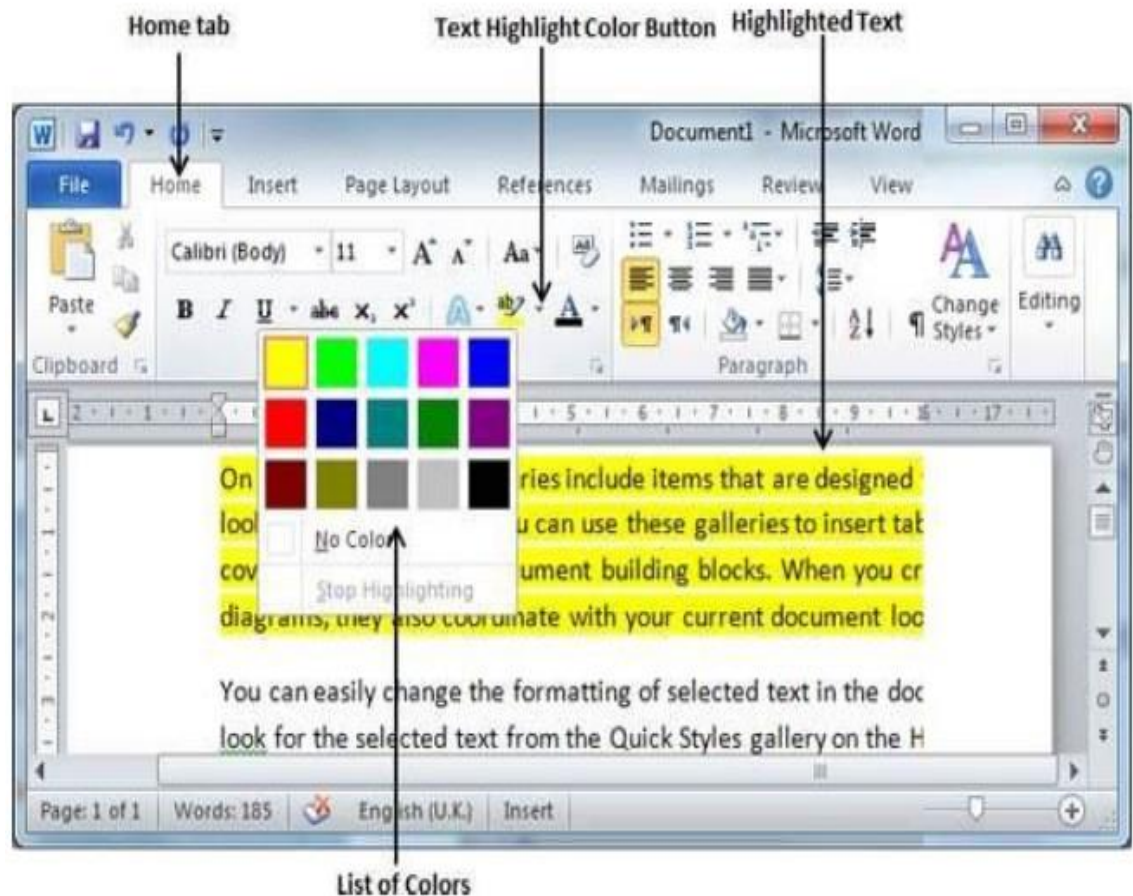 Home tab
Text Highlight Color Button
Highlighted Text
Document1 - Microsoft Word
File Home Insert Page Layout References Mailings Review View
Calibri (Body) 11
Paste
Change Styles
Editing
Clipboard
Paragraph
On ries include items that are designed
loo u can use these galleries to insert tab
cov ument building blocks. When you cr
diagrams, they also coordinate with your current document loo
No Color
Stop Highlighting
You can easily change the formatting of selected text in the doc
look for the selected text from the Quick Styles gallery on the H
Page: 1 of 1 Words: 185 English (U.K.) Insert
List of Colors